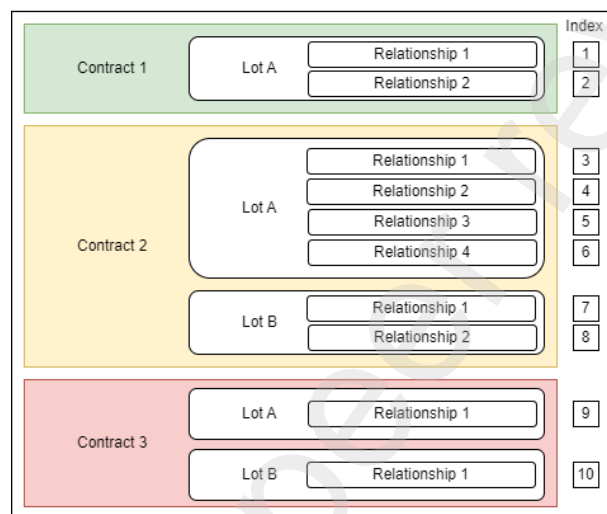 Index
Contract 1
Lot A
Relationship 1
1
Relationship 2
2
Contract 2
Lot A
Relationship 1
3
Relationship 2
4
Relationship 3
5
Relationship 4
6
Lot B
Relationship 1
7
Relationship 2
8
Contract 3
Lot A
Relationship 1
9
Lot B
Relationship 1
10
peer re